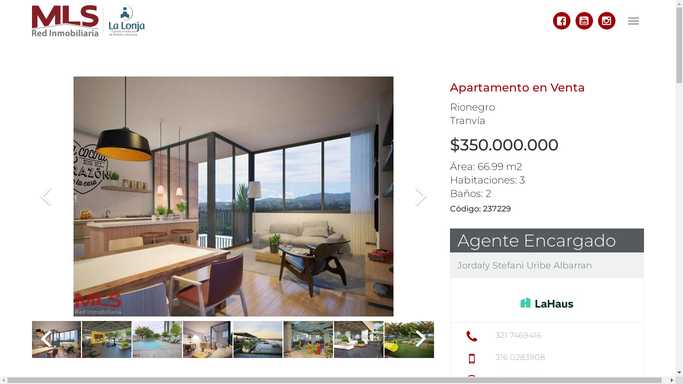 MLS
Red Inmobiliaria
La Lonja
Apartamento en Venta
Rionegro
Tranvía
$350.000.000
Área: 66.99 m2
Habitaciones: 3
Baños: 2
Código: 237229
Agente Encargado
Jordaly Stefani Uribe Albarran
LaHaus
321 7469416
316 0283908
MLS
Red Inmobiliaria